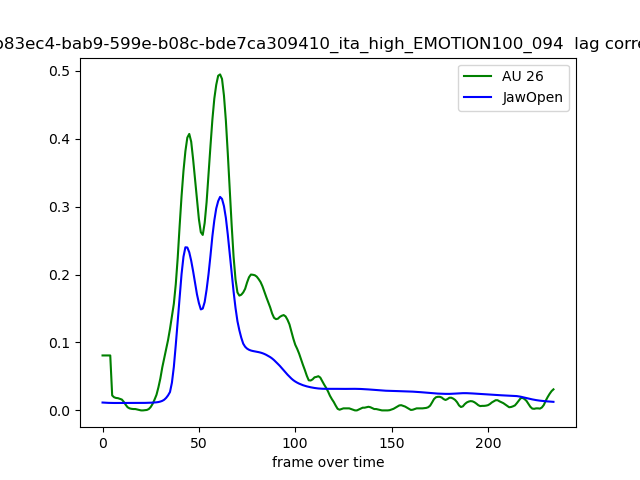 b83ec4-bab9-599e-b08c-bde7ca309410_ita_high_EMOTION100_094 lag corre
AU 26
JawOpen
0.5
0.4
0.3
0.2
0.1
0.0
0 50 100 150 200
frame over time